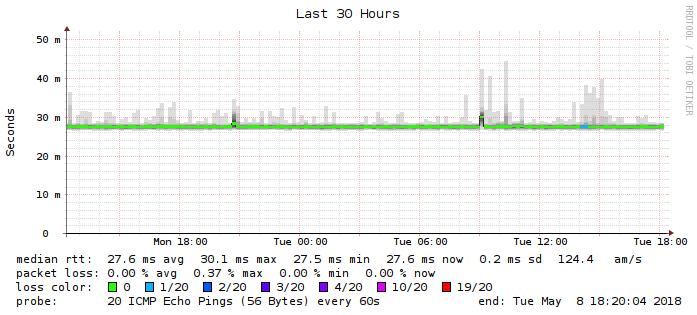 Last 30 Hours
RRDTOOL / TOBI OETIKER
Seconds
50 m
40 m
30 m
20 m
10 m
0
Mon 18:00 Tue 00:00 Tue 06:00 Tue 12:00 Tue 18:00
median rtt: 27.6 ms avg 30.1 ms max 27.5 ms min 27.6 ms now 0.2 ms sd 124.4 am/s
packet loss: 0.00 % avg 0.37 % max 0.00 % min 0.00 % now
loss color: 0 1/20 2/20 3/20 4/20 10/20 19/20
probe: 20 ICMP Echo Pings (56 Bytes) every 60s end: Tue May 8 18:20:04 2018